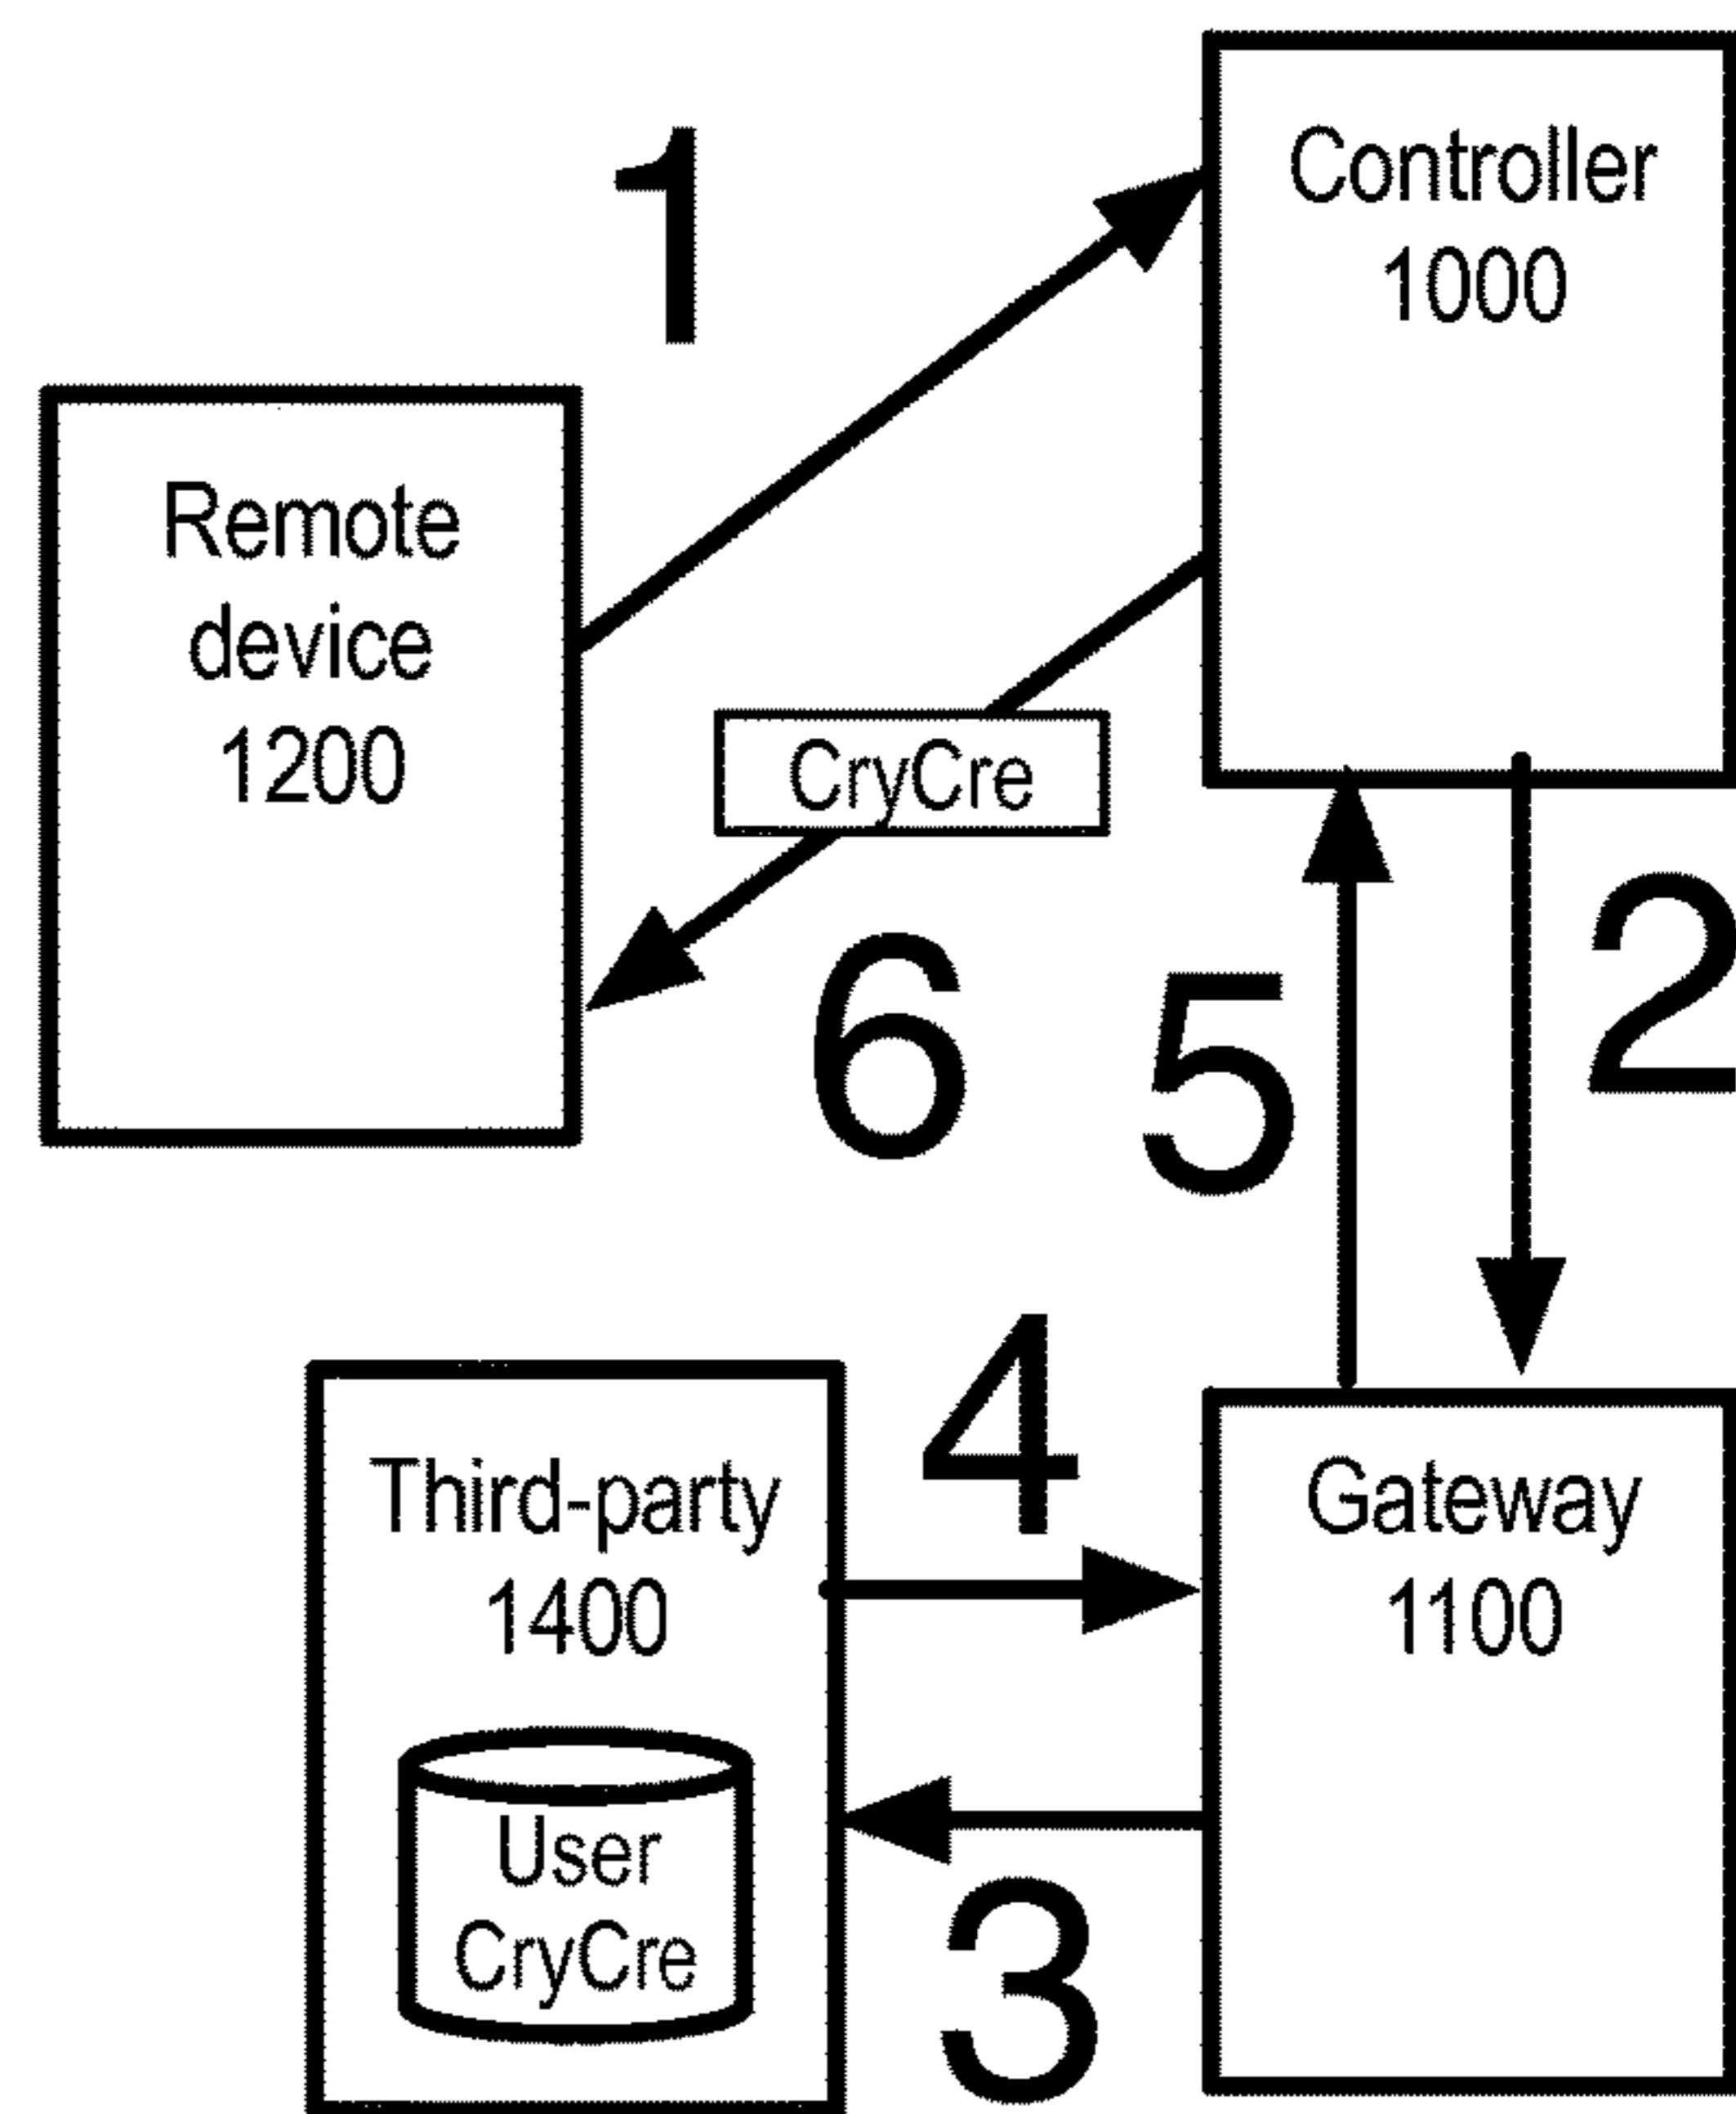 1
Controller
1000
Remote
device
1200
CryCre
6
5
2
4
Third-party
1400
Gateway
1100
User
CryCre
3